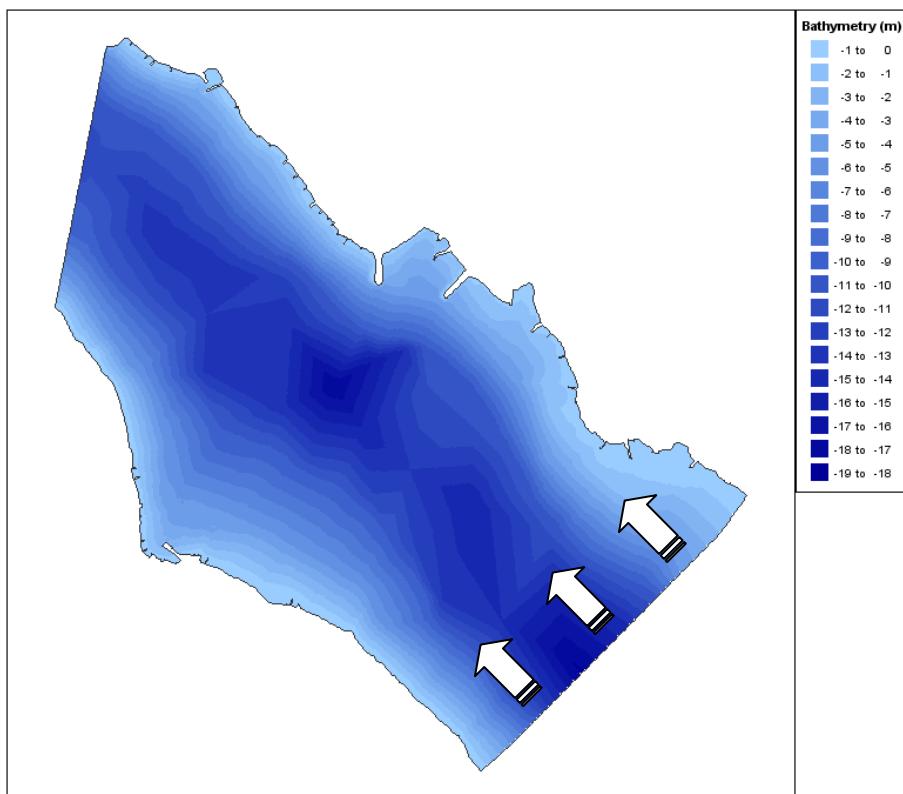 Bathymetry (m)
-1 to 0
-2 to -1
-3 to -2
-4 to -3
-5 to -4
-6 to -5
-7 to -6
-8 to -7
-9 to -8
-10 to -9
-11 to -10
-12 to -11
-13 to -12
-14 to -13
-15 to -14
-16 to -15
-17 to -16
-18 to -17
-19 to -18